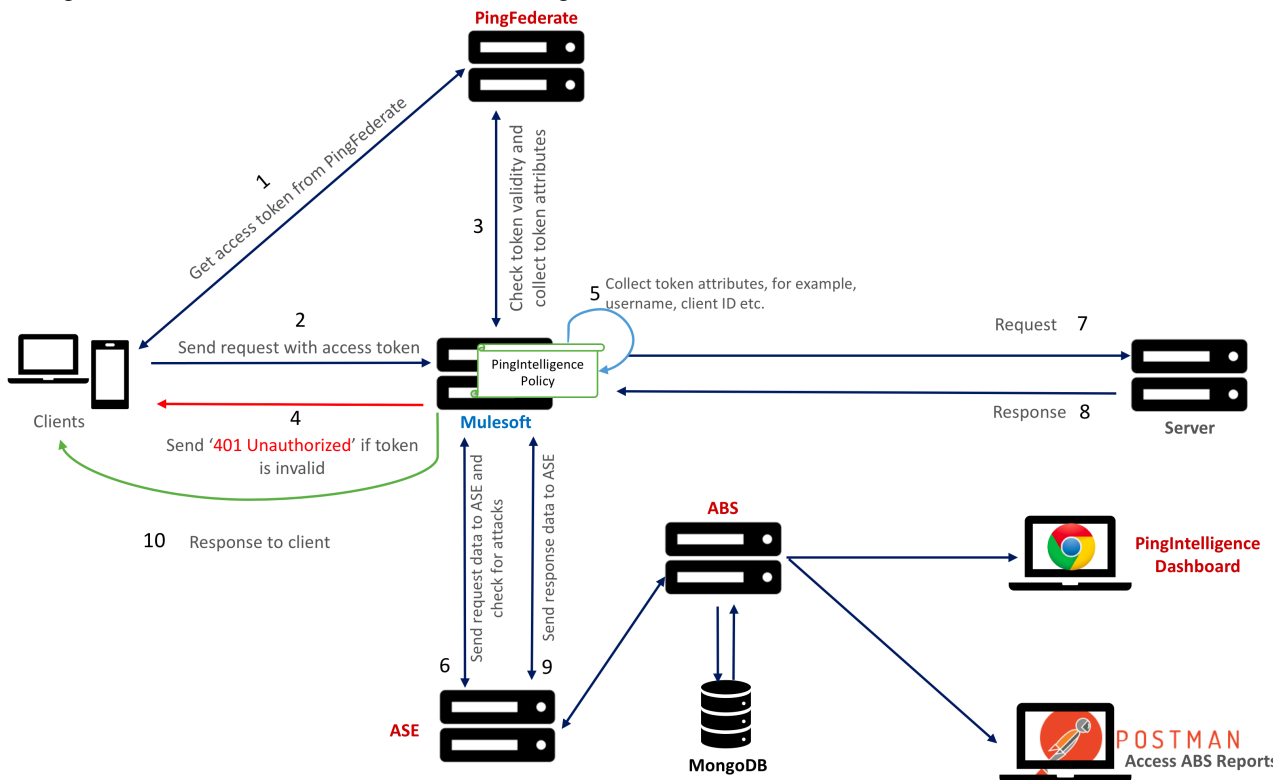 PingFederate
1
Get access token from PingFederate
3
Check token validity and
collect token attributes
5
Collect token attributes, for example,
username, client ID etc.
2
Send request with access token
PingIntelligence
Policy
Request 7
Clients
4
Send ‘401 Unauthorized’ if token
is invalid
Mulesoft
Response 8
Server
10 Response to client
6
Send request data to ASE and
check for attacks
9
Send response data to ASE
ABS
PingIntelligence
Dashboard
ASE
MongoDB
POSTMAN
Access ABS Reports